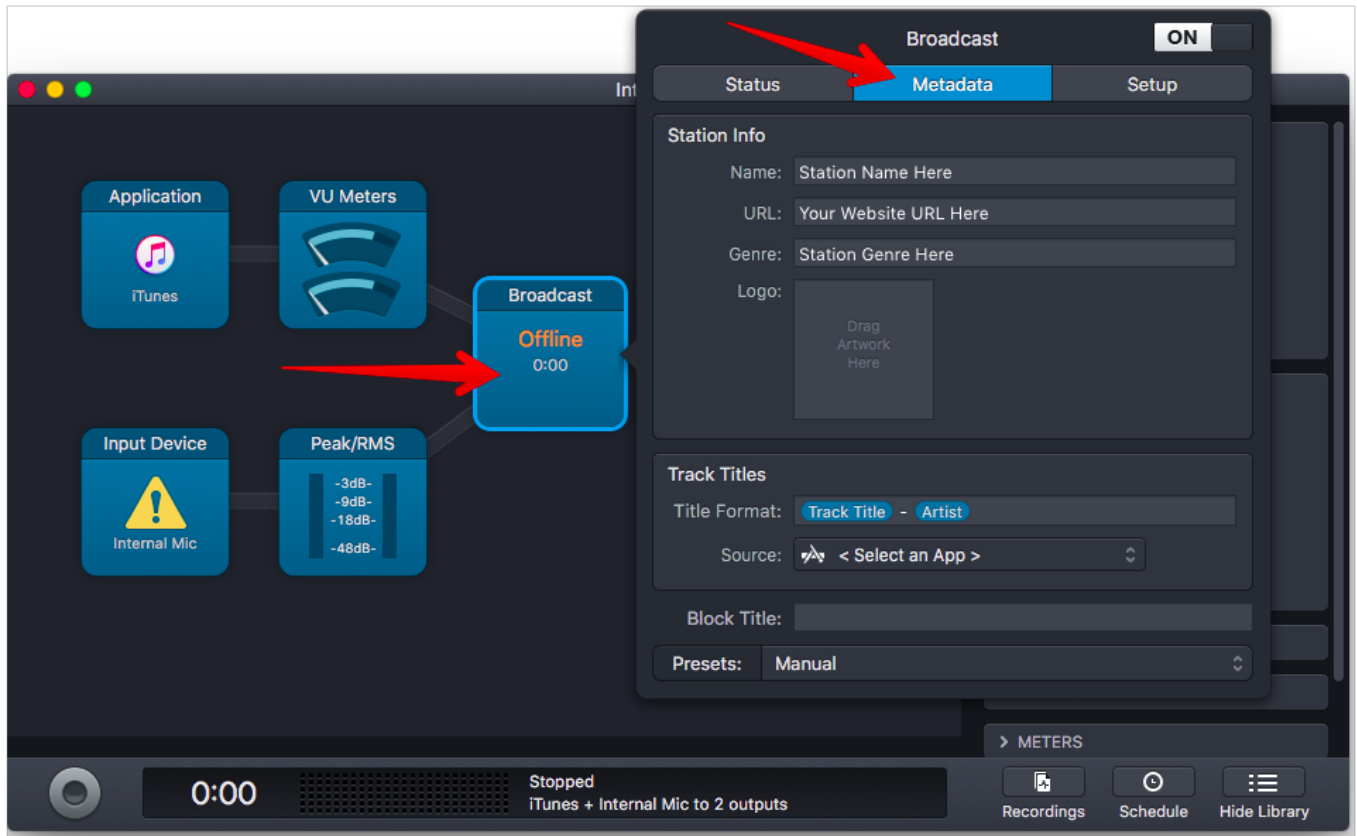 Broadcast
ON
Int
Status
Metadata
Setup
Station Info
Name: Station Name Here
URL: Your Website URL Here
Genre: Station Genre Here
Logo:
Drag
Artwork
Here
Track Titles
Title Format: Track Title - Artist
Source: < Select an App >
Block Title:
Presets: Manual
Application
iTunes
VU Meters
Broadcast
Offline
0:00
Input Device
Internal Mic
Peak/RMS
-3dB-
-9dB-
-18dB-
-48dB-
> METERS
0:00
Stopped
iTunes + Internal Mic to 2 outputs
Recordings
Schedule
Hide Library